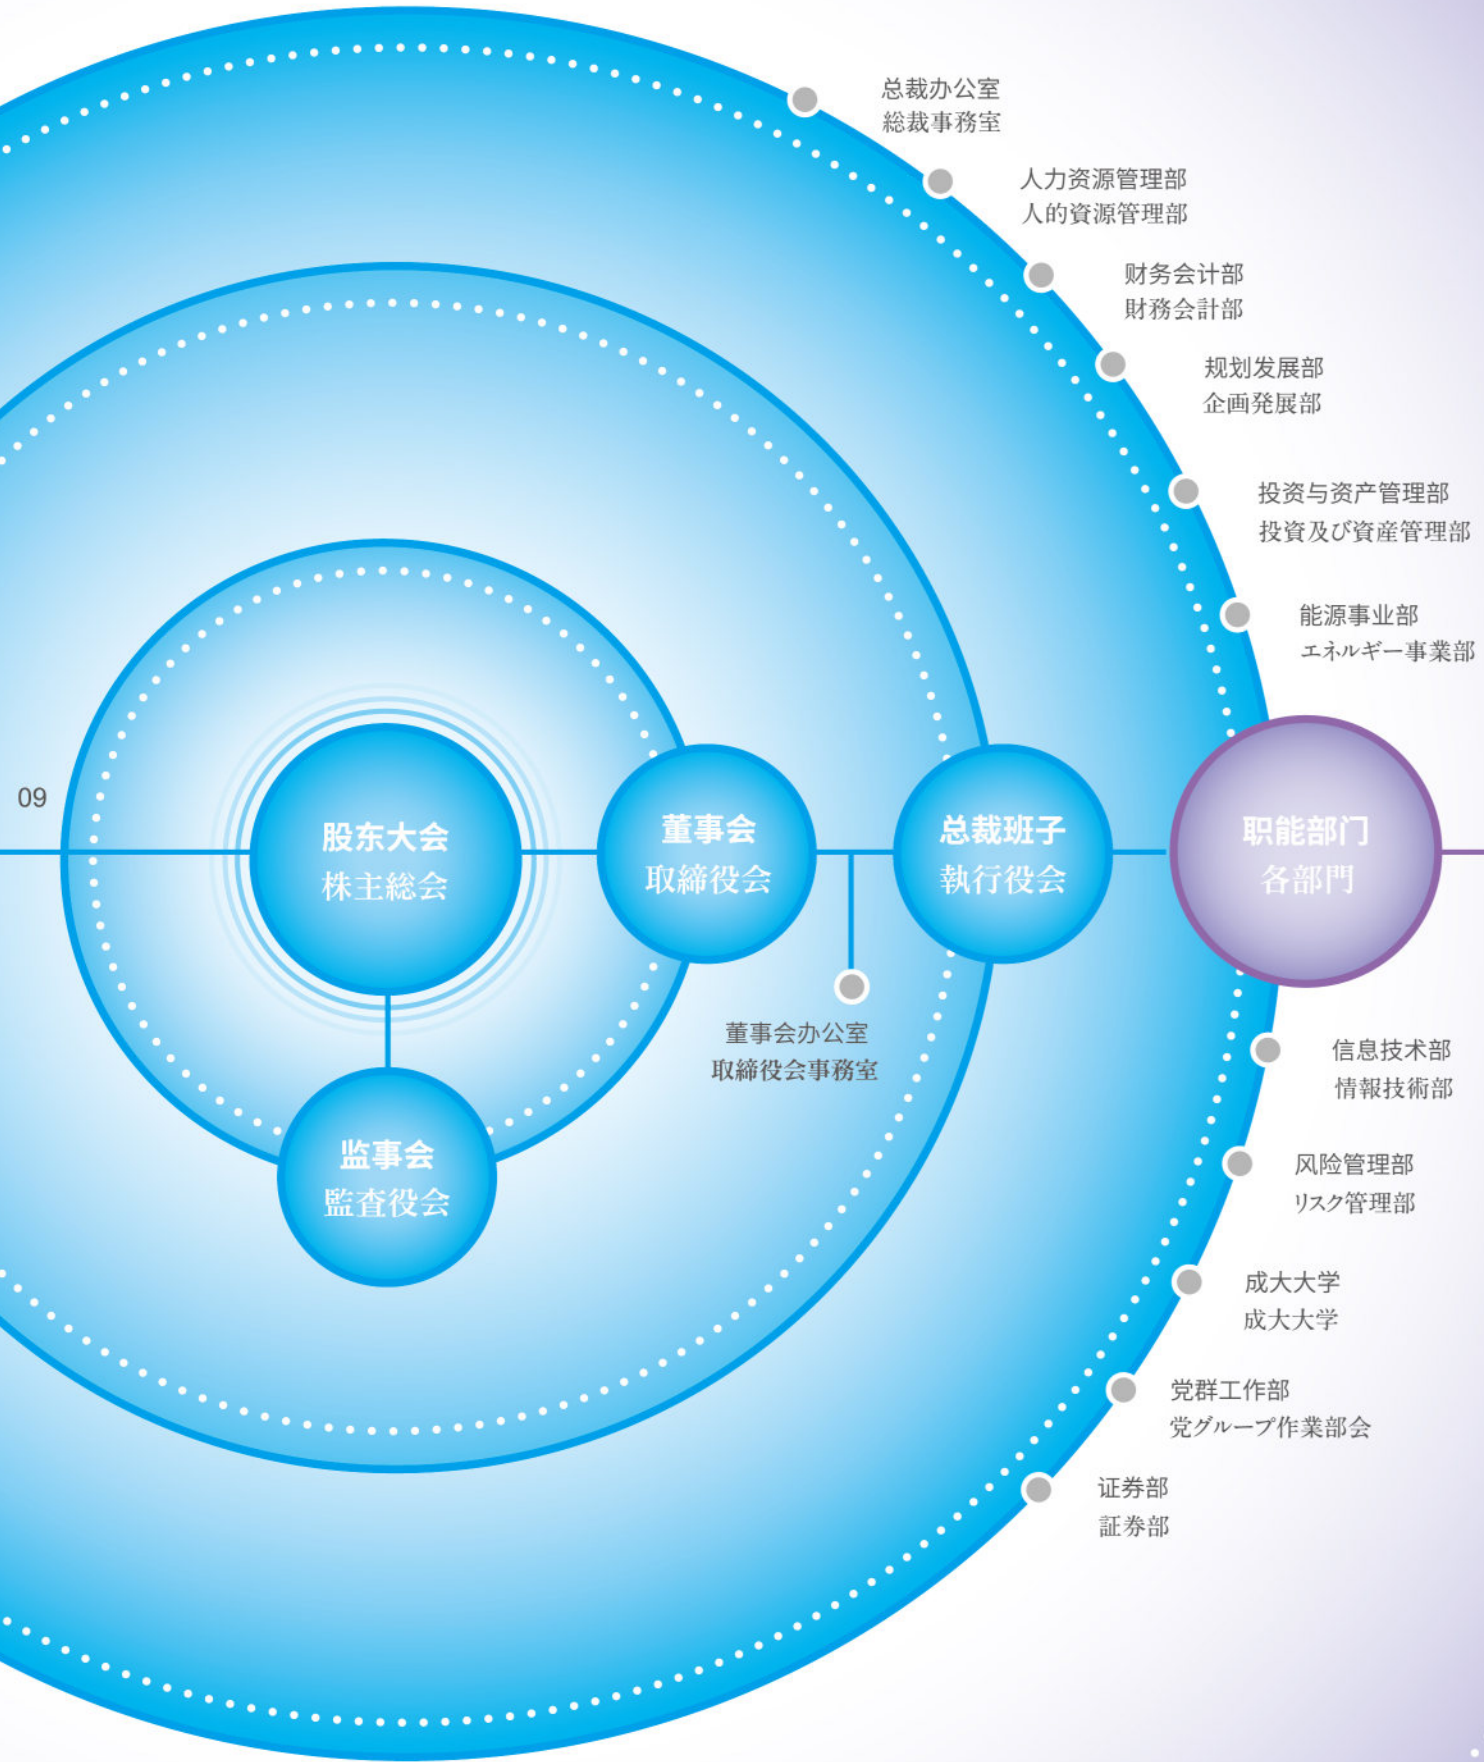 总裁办公室
総裁事務室
人力资源管理部
人的資源管理部
财务会计部
財務会計部
规划发展部
企画発展部
投资与资产管理部
投資及び資産管理部
能源事业部
エネルギー事業部
09
股东大会
株主総会
董事会
取締役会
总裁班子
執行役会
职能部门
各部門
董事会办公室
取締役会事務室
监事会
監査役会
信息技术部
情報技術部
风险管理部
リスク管理部
成大大学
成大大学
党群工作部
党グループ作業部会
证券部
証券部